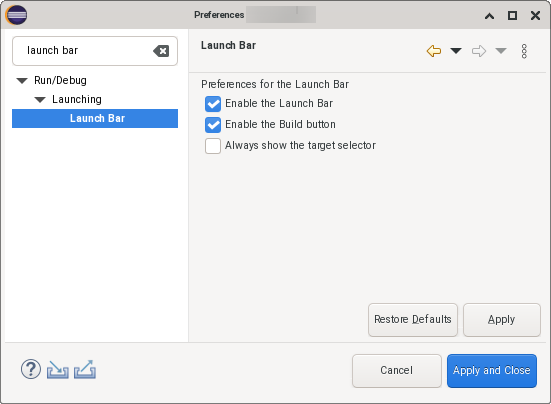 Preferences
launch bar
Run/Debug
Launching
Launch Bar
Launch Bar
Preferences for the Launch Bar
Enable the Launch Bar
Enable the Build button
Always show the target selector
Restore Defaults
Apply
Cancel
Apply and Close